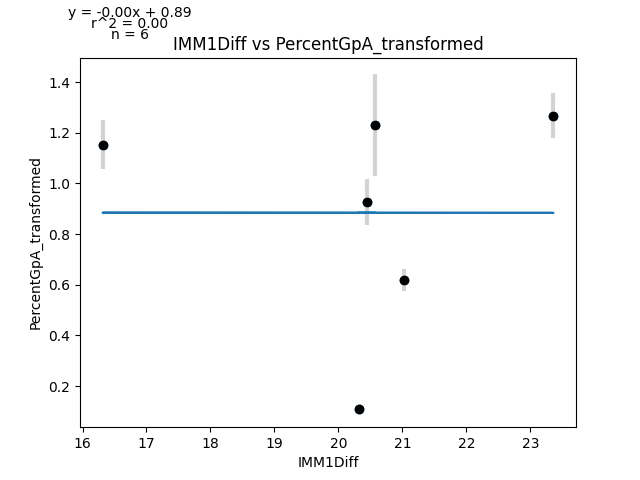 y = -0.00x + 0.89
r^2 = 0.00
n = 6
IMM1Diff vs PercentGpA_transformed
1.4
1.2
1.0
0.8
0.6
0.4
0.2
PercentGpA_transformed
16 17 18 19 20 21 22 23
IMM1Diff